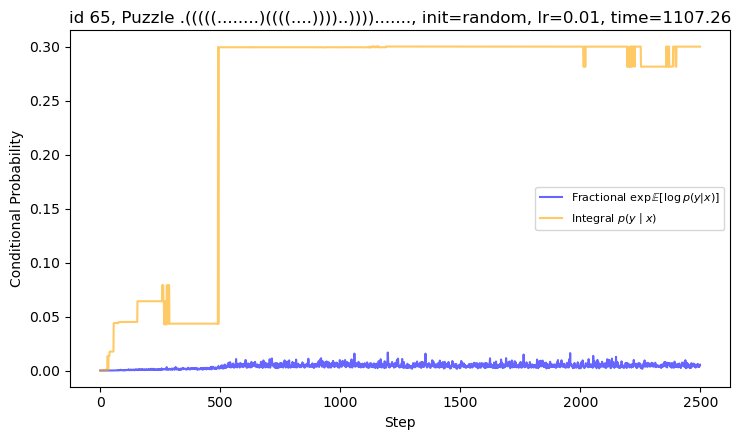 id 65, Puzzle .(((((........)((((....))))..))))......., init=random, lr=0.01, time=1107.26
Conditional Probability
0.30
0.25
0.20
0.15
0.10
0.05
0.00
Fractional exp𝔼[log p(y|x)]
Integral p(y | x)
0 500 1000 1500 2000 2500
Step